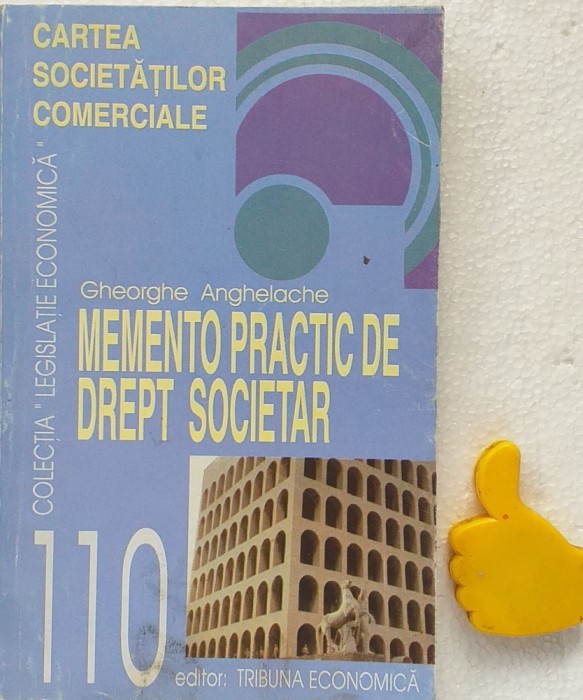 CARTEA
SOCIETĂȚILOR
COMERCIALE
COLECȚIA " LEGISLAȚIE ECONOMICĂ "
Gheorghe Anghelache
MEMENTO PRACTIC DE
DREPT SOCIETAR
110
editor: TRIBUNA ECONOMICĂ